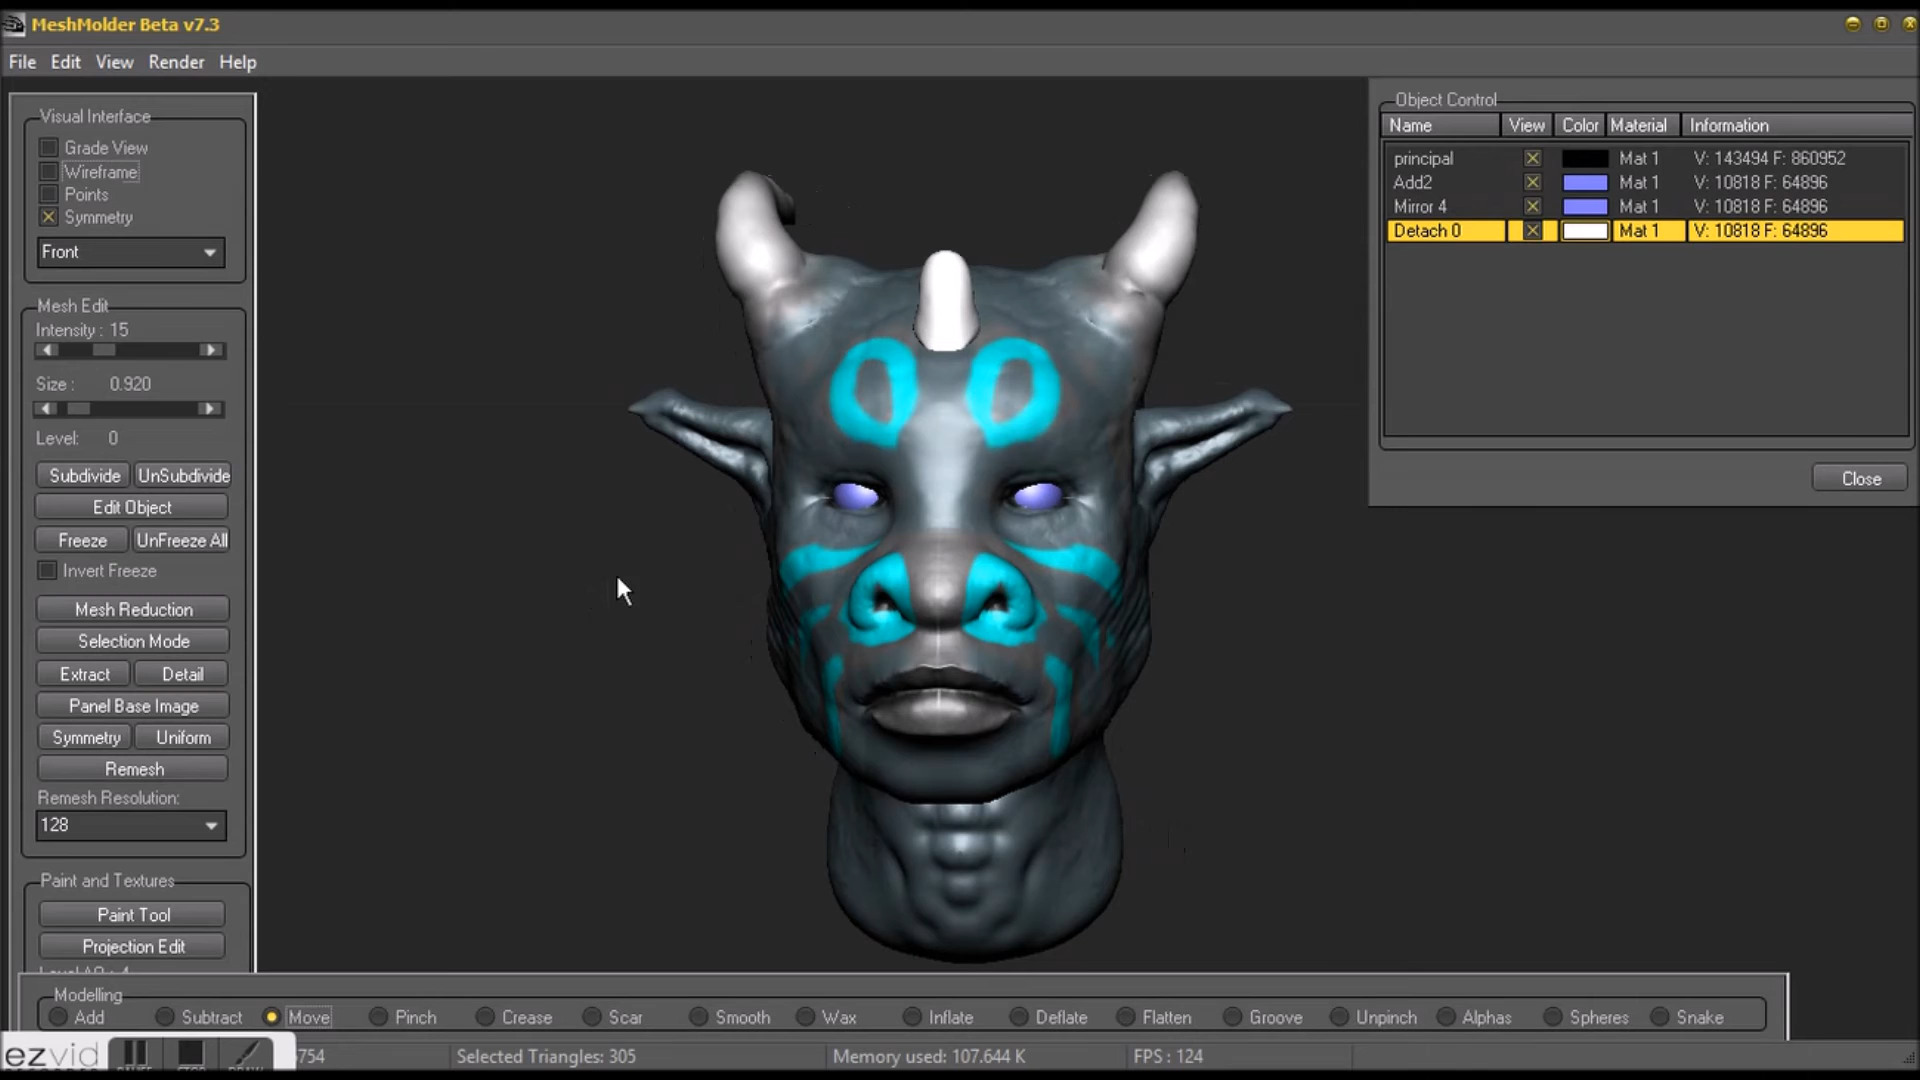 MeshMolder Beta v7.3
File Edit View Render Help
Visual Interface
Grade View
Wireframe
Points
Symmetry
Front
Mesh Edit
Intensity : 15
Size : 0.920
Level: 0
Subdivide UnSubdivide
Edit Object
Freeze UnFreeze All
Invert Freeze
Mesh Reduction
Selection Mode
Extract Detail
Panel Base Image
Symmetry Uniform
Remesh
Remesh Resolution:
128
Paint and Textures
Paint Tool
Projection Edit
Level AO : 4
Object Control
Name View Color Material Information
principal Mat 1 V: 143494 F: 860952
Add2 Mat 1 V: 10818 F: 64896
Mirror 4 Mat 1 V: 10818 F: 64896
Detach 0 Mat 1 V: 10818 F: 64896
Close
Modelling
Add Subtract Move Pinch Crease Scar Smooth Wax Inflate Deflate Flatten Groove Unpinch Alphas Spheres Snake
ezvid PAUSE STOP DRAW
Selected Triangles: 305 Memory used: 107.644 K FPS : 124